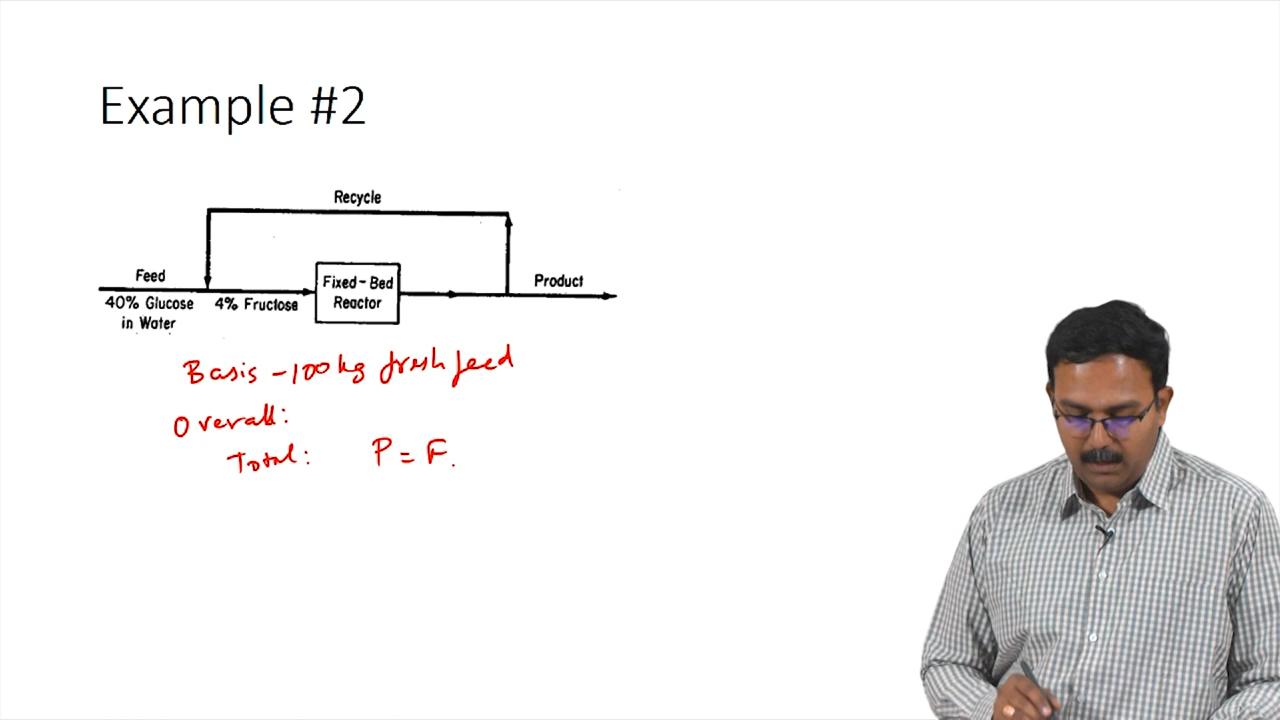 Example #2
Recycle
Feed
Fixed-Bed
Reactor
Product
40% Glucose
in Water
4% Fructose
Basis - 100 kg fresh feed
Overall:
Total: P = F.